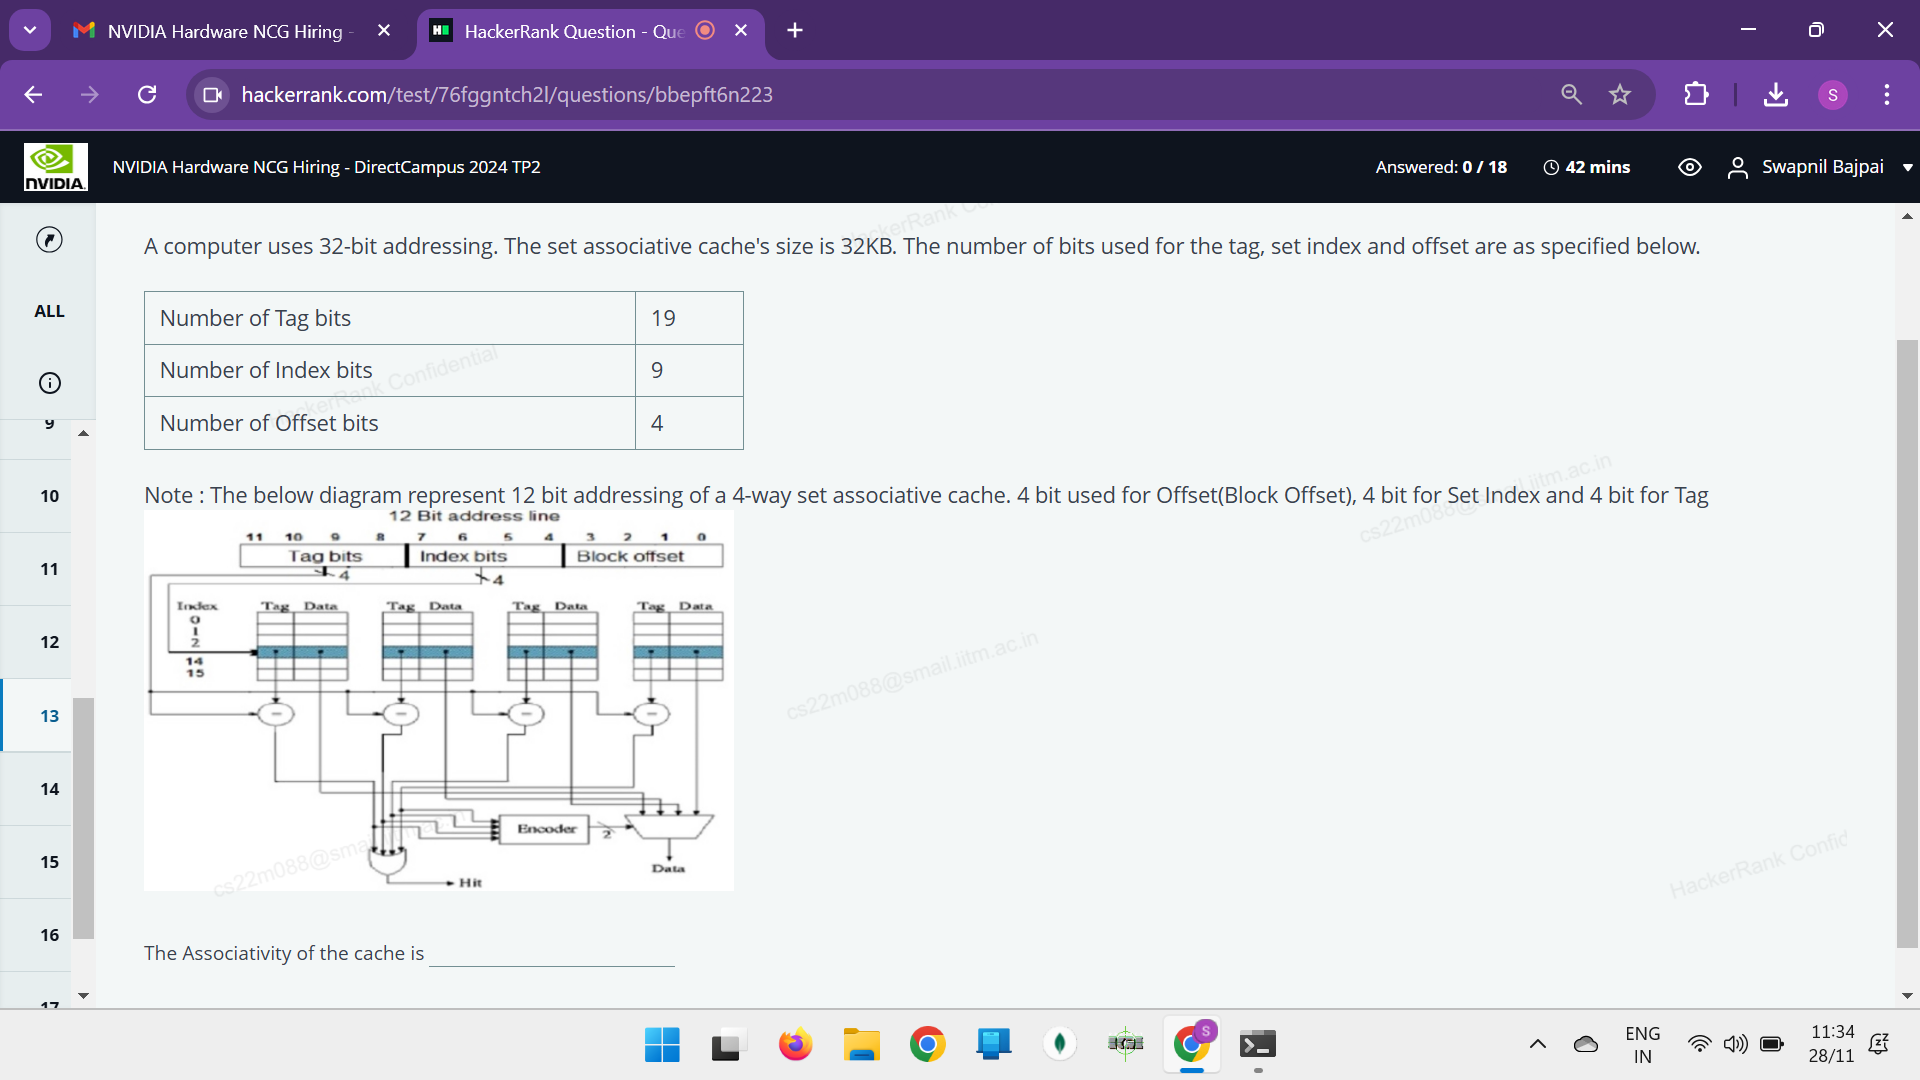 NVIDIA Hardware NCG Hiring -
HackerRank Question - Que
hackerrank.com/test/76fggntch2l/questions/bbepft6n223
S
NVIDIA
NVIDIA Hardware NCG Hiring - DirectCampus 2024 TP2
Answered: 0 / 18
42 mins
Swapnil Bajpai
ALL
9
10
11
12
13
14
15
16
17
A computer uses 32-bit addressing. The set associative cache's size is 32KB. The number of bits used for the tag, set index and offset are as specified below.
Number of Tag bits 19
Number of Index bits 9
Number of Offset bits 4
Note : The below diagram represent 12 bit addressing of a 4-way set associative cache. 4 bit used for Offset(Block Offset), 4 bit for Set Index and 4 bit for Tag
12 Bit address line
11 10 9 8 7 6 5 4 3 2 1 0
Tag bits Index bits Block offset
4 4
Index Tag Data Tag Data Tag Data Tag Data
0
1
2
14
15
Encoder 2
Data
Hit
The Associativity of the cache is
HackerRank Confidential
cs22m088@smail.iitm.ac.in
HackerRank Confid
S
ENG
IN
11:34
28/11